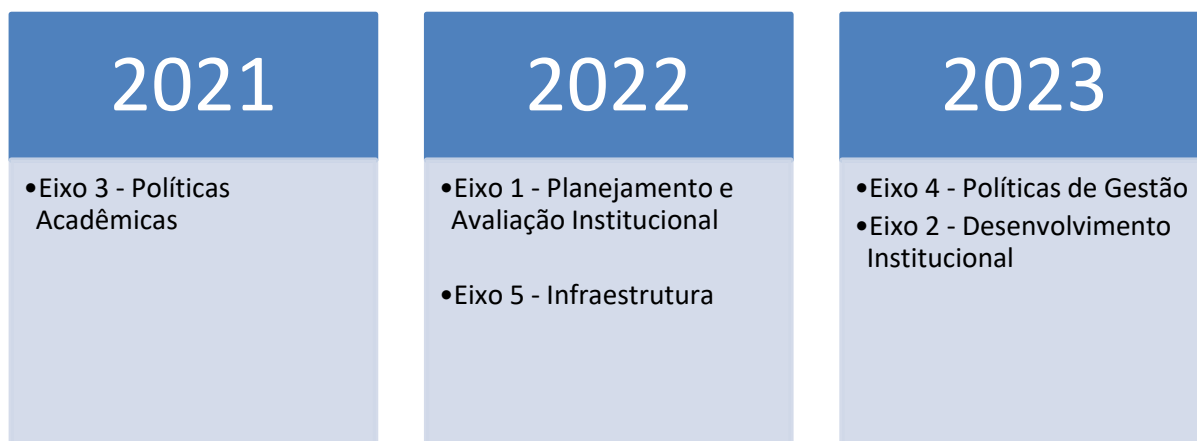 2021
•Eixo 3 - Políticas
Acadêmicas
2022
•Eixo 1 - Planejamento e
Avaliação Institucional
•Eixo 5 - Infraestrutura
2023
•Eixo 4 - Políticas de Gestão
•Eixo 2 - Desenvolvimento
Institucional